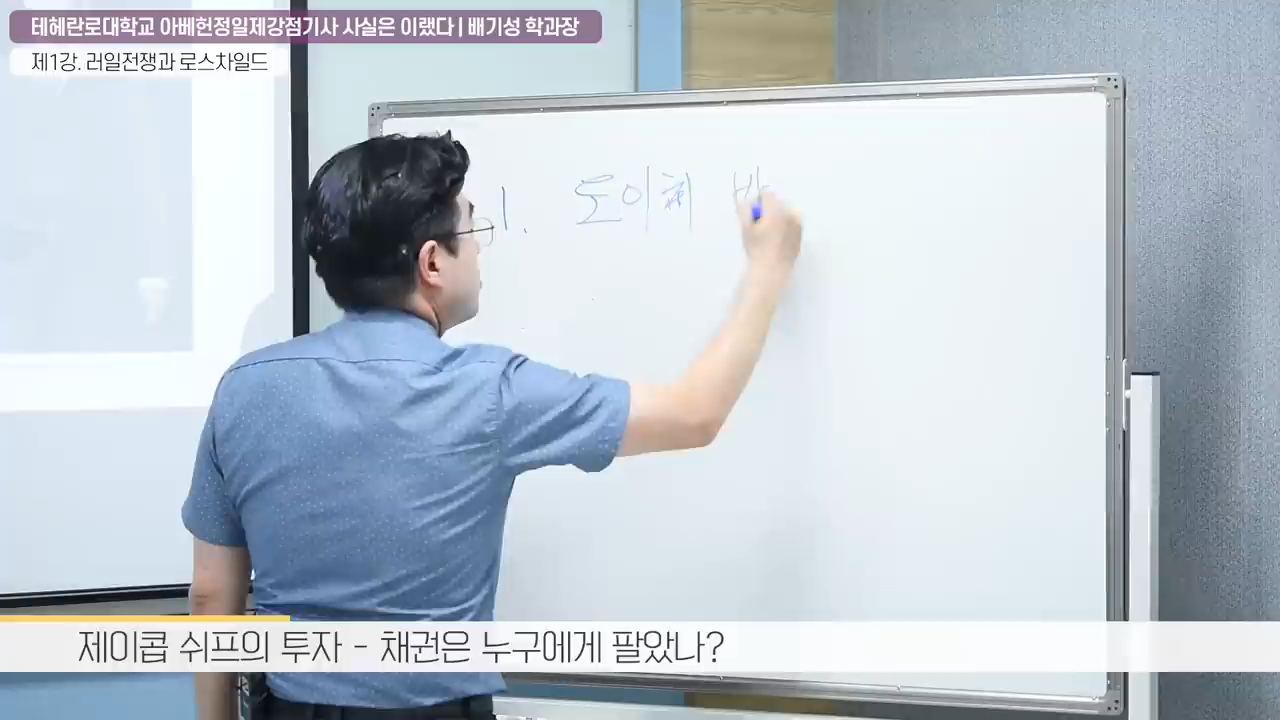 테헤란로대학교 아베헌정일제강점기사 사실은 이랬다 | 배기성 학과장
제1강. 러일전쟁과 로스차일드
1. 도이취
제이콥 쉬프의 투자 - 채권은 누구에게 팔았나?